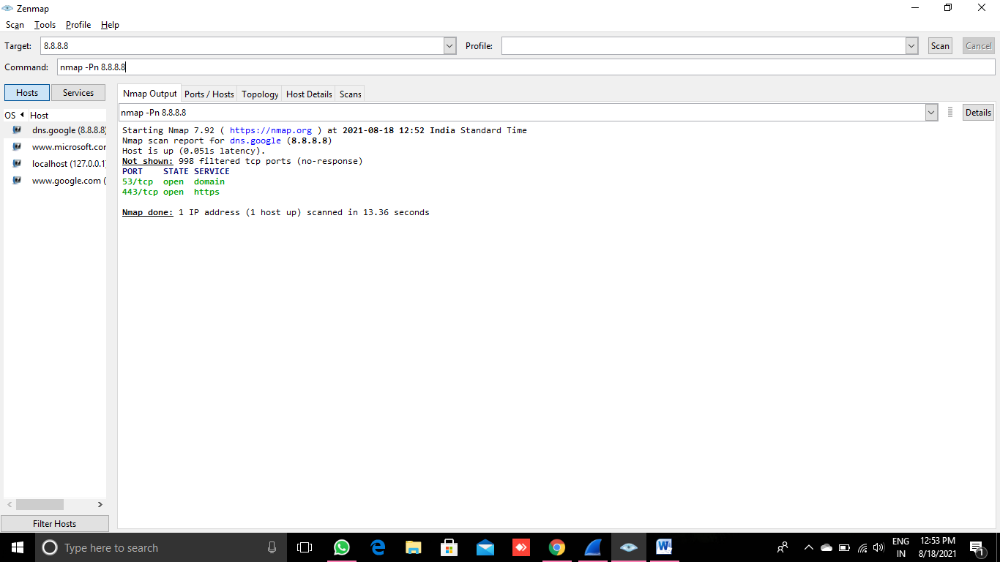 Zenmap
Scan Tools Profile Help
Target: 8.8.8.8 Profile: Scan Cancel
Command: nmap -Pn 8.8.8.8
Hosts Services
Nmap Output Ports / Hosts Topology Host Details Scans
OS Host
nmap -Pn 8.8.8.8 Details
dns.google (8.8.8.8)
www.microsoft.cor
localhost (127.0.0.1)
www.google.com (
Starting Nmap 7.92 ( https://nmap.org ) at 2021-08-18 12:52 India Standard Time
Nmap scan report for dns.google (8.8.8.8)
Host is up (0.051s latency).
Not shown: 998 filtered tcp ports (no-response)
PORT STATE SERVICE
53/tcp open domain
443/tcp open https
Nmap done: 1 IP address (1 host up) scanned in 13.36 seconds
Filter Hosts
Type here to search
ENG
IN
12:53 PM
8/18/2021
1